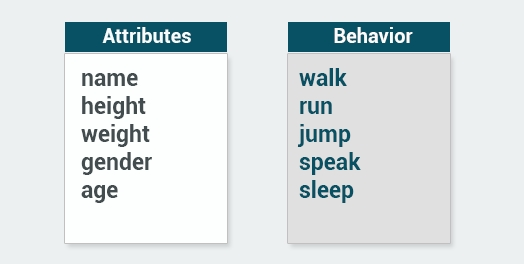 Attributes
name
height
weight
gender
age
Behavior
walk
run
jump
speak
sleep